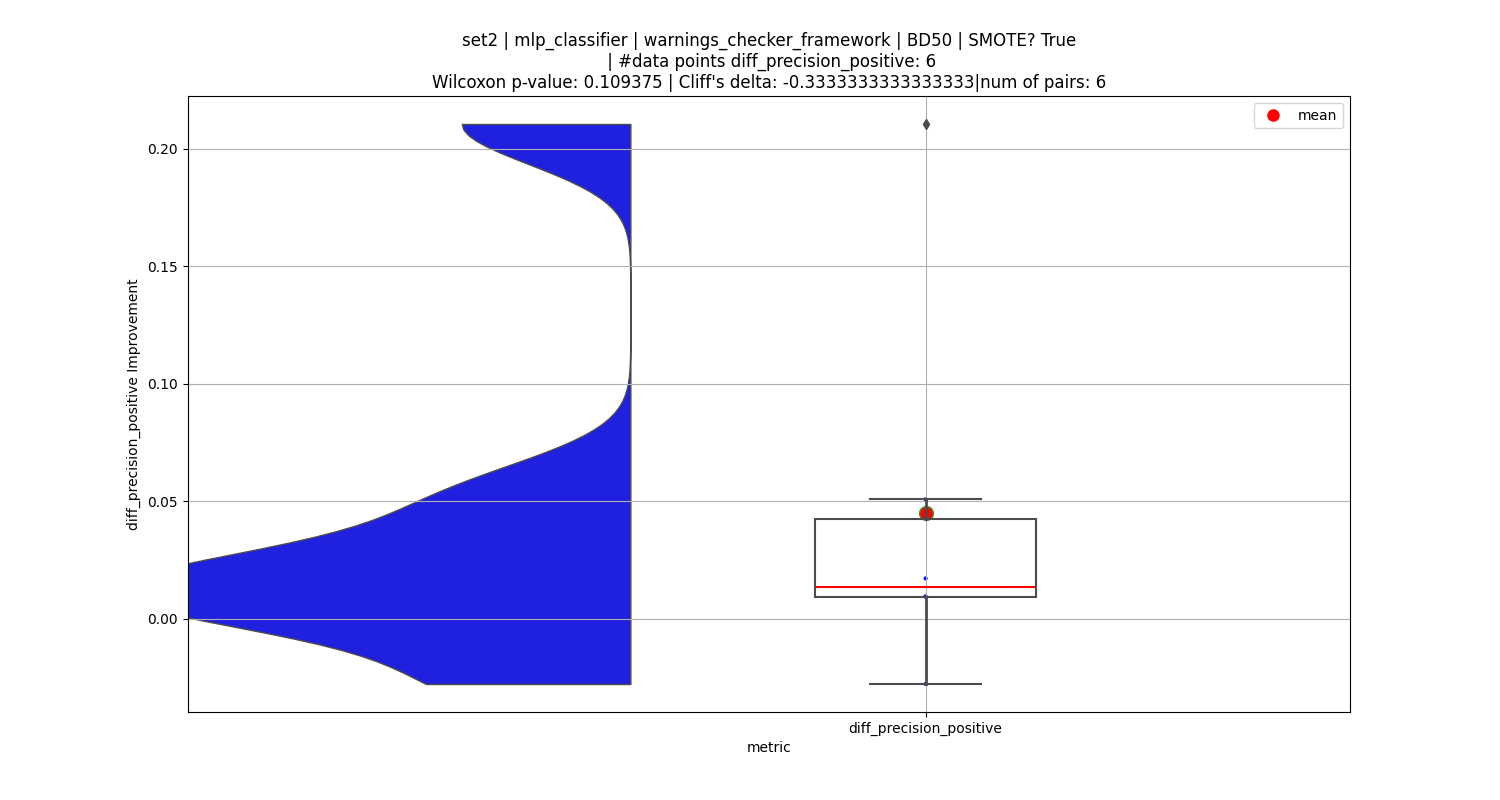 set2 | mlp_classifier | warnings_checker_framework | BD50 | SMOTE? True
| #data points diff_precision_positive: 6
Wilcoxon p-value: 0.109375 | Cliff's delta: -0.3333333333333333|num of pairs: 6
mean
0.20
0.15
0.10
0.05
0.00
diff_precision_positive Improvement
diff_precision_positive
metric